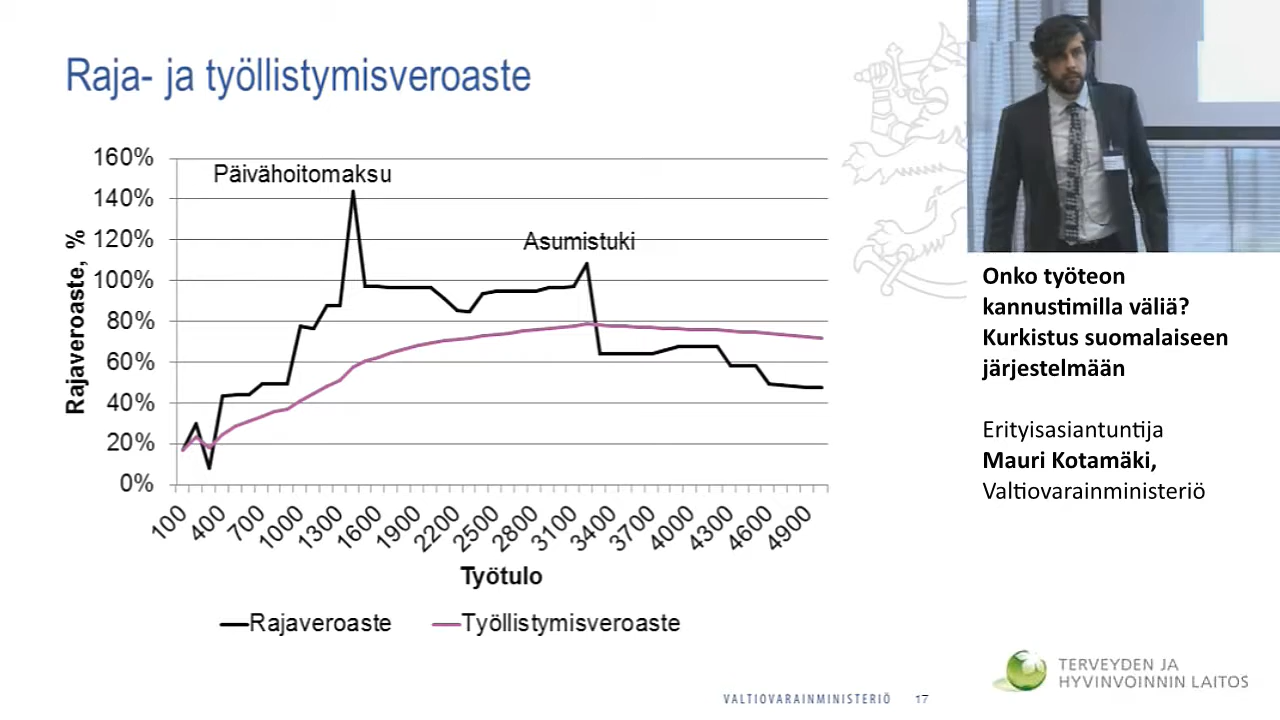 Raja- ja työllistymisveroaste
160%
Päivähoitomaksu
140%
120%
Asumistuki
100%
80%
60%
40%
20%
0%
Rajaveroaste, %
100 400 700 1000 1300 1600 1900 2200 2500 2800 3100 3400 3700 4000 4300 4600 4900
Työtulo
Rajaveroaste Työllistymisveroaste
VALTIOVARAINMINISTERIÖ 17
Onko työteon
kannustimilla väliä?
Kurkistus suomalaiseen
järjestelmään
Erityisasiantuntija
Mauri Kotamäki,
Valtiovarainministeriö
TERVEYDEN JA
HYVINVOINNIN LAITOS